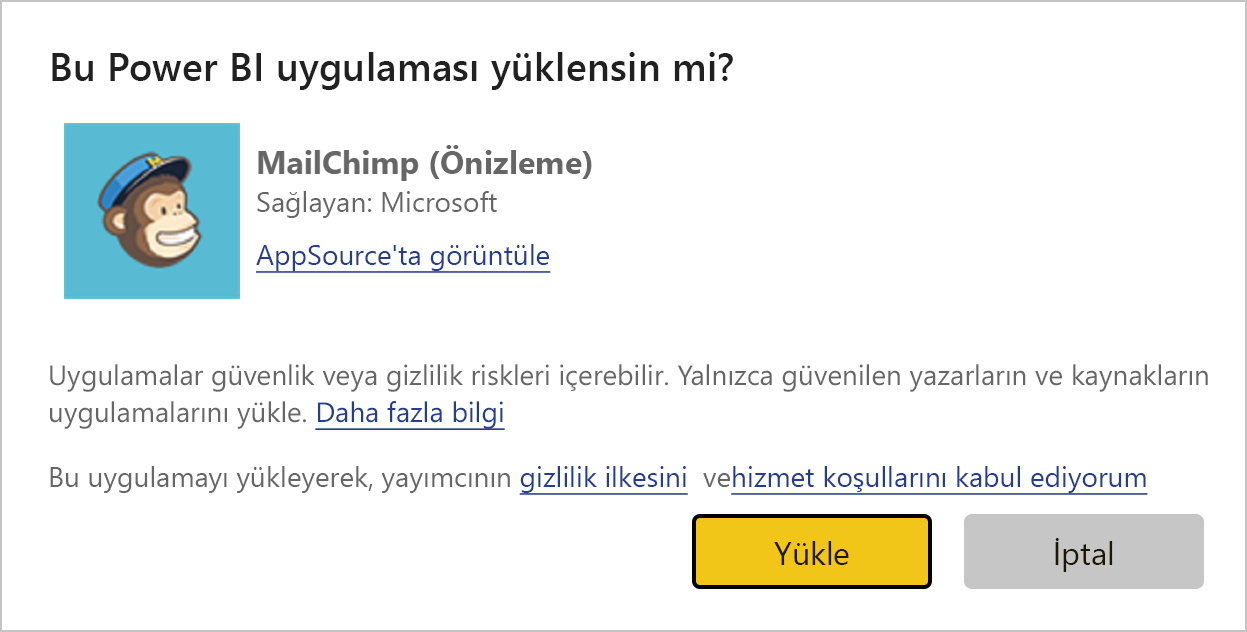 Bu Power BI uygulaması yüklensin mi?
MailChimp (Önizleme)
Sağlayan: Microsoft
AppSource'ta görüntüle
Uygulamalar güvenlik veya gizlilik riskleri içerebilir. Yalnızca güvenilen yazarların ve kaynakların
uygulamalarını yükle. Daha fazla bilgi
Bu uygulamayı yükleyerek, yayımcının gizlilik ilkesini vehizmet koşullarını kabul ediyorum
Yükle İptal